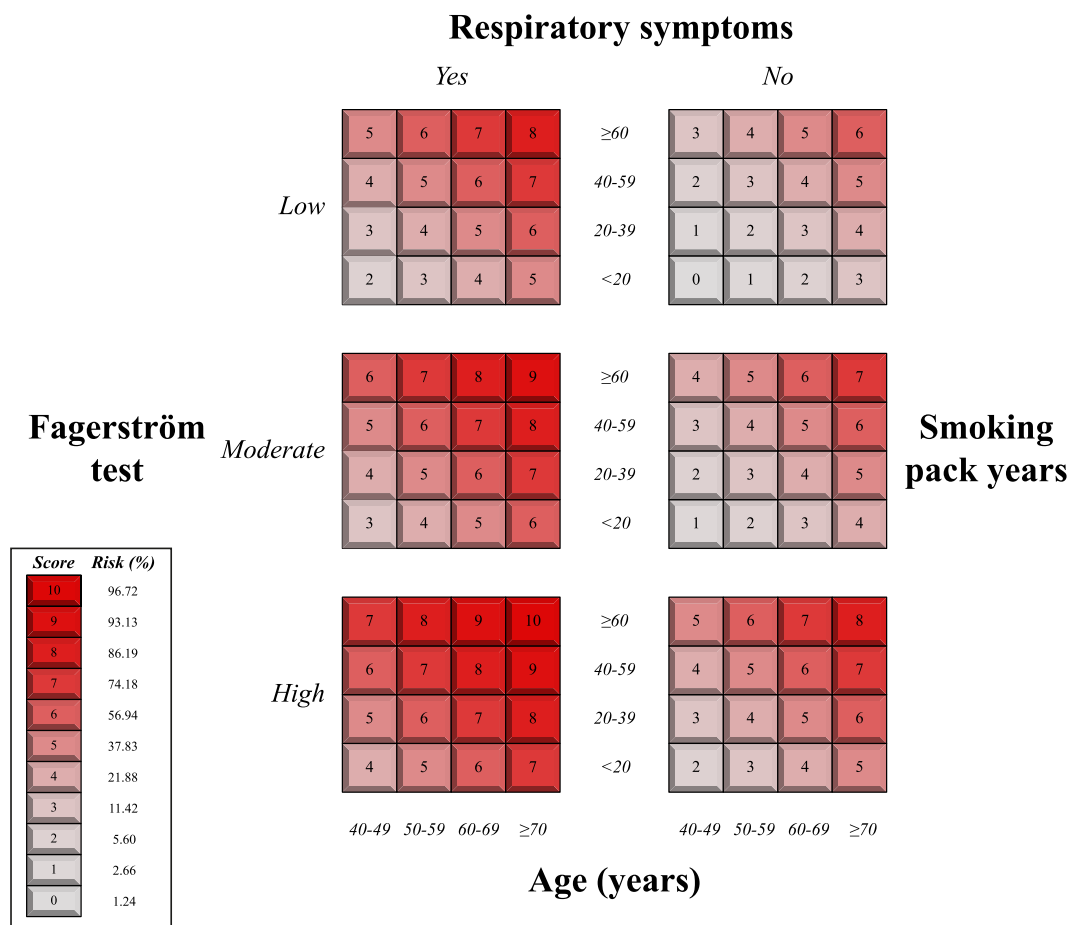 Respiratory symptoms
Yes No
5 6 7 8 ≥60 3 4 5 6
4 5 6 7 40-59 2 3 4 5
Low
3 4 5 6 20-39 1 2 3 4
2 3 4 5 <20 0 1 2 3
6 7 8 9 ≥60 4 5 6 7
5 6 7 8 40-59 3 4 5 6
Fagerström
test
Moderate
Smoking
pack years
4 5 6 7 20-39 2 3 4 5
3 4 5 6 <20 1 2 3 4
7 8 9 10 ≥60 5 6 7 8
6 7 8 9 40-59 4 5 6 7
High
5 6 7 8 20-39 3 4 5 6
4 5 6 7 <20 2 3 4 5
40-49 50-59 60-69 ≥70 40-49 50-59 60-69 ≥70
Age (years)
Score Risk (%)
10 96.72
9 93.13
8 86.19
7 74.18
6 56.94
5 37.83
4 21.88
3 11.42
2 5.60
1 2.66
0 1.24